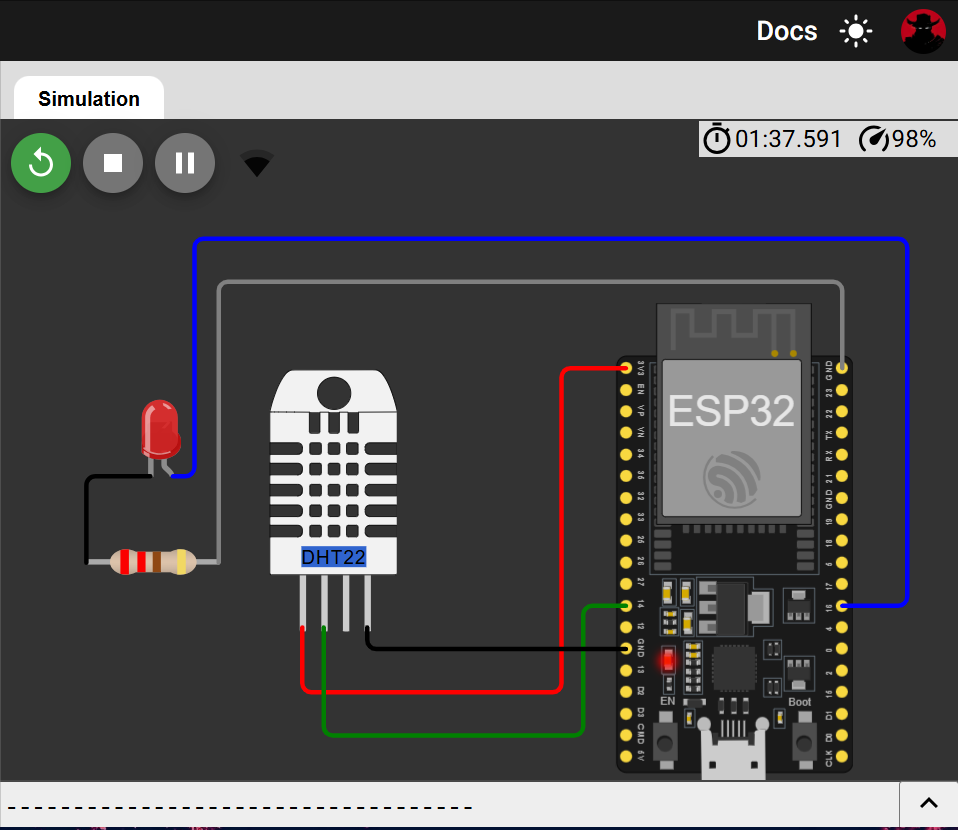 Docs
Simulation
01:37.591 98%
ESP32
DHT22
3V3
EN
VP
VN
34
35
32
33
25
26
27
14
12
GND
13
D2
D3
CMD
5V
GND
23
22
TX
RX
21
GND
19
18
5
17
16
4
0
2
15
D1
D0
CLK
EN
Boot
-----------------------------------